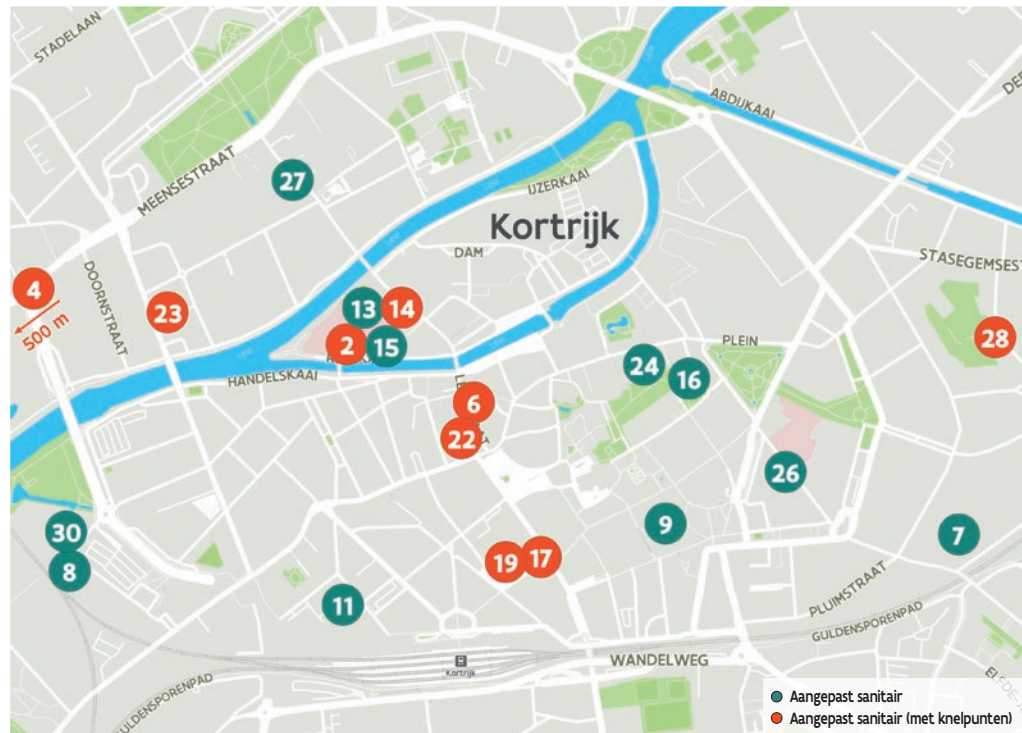 STADELAAN
ABDIJKAAI
MEENSESTRAAT
27
IJZERKAAI
Kortrijk
DAM
STASEGEMSEST
4
500 m
DOORNSTRAAT
23
13
14
2
15
HANDELSKAAI
PLEIN
28
24
16
6
22
26
30
8
9
7
19
17
11
PLUIMSTRAAT
GULDENSPORENPAD
WANDELWEG
Kortrijk
GULDENSPORENPAD
Aangepast sanitair
Aangepast sanitair (met knelpunten)